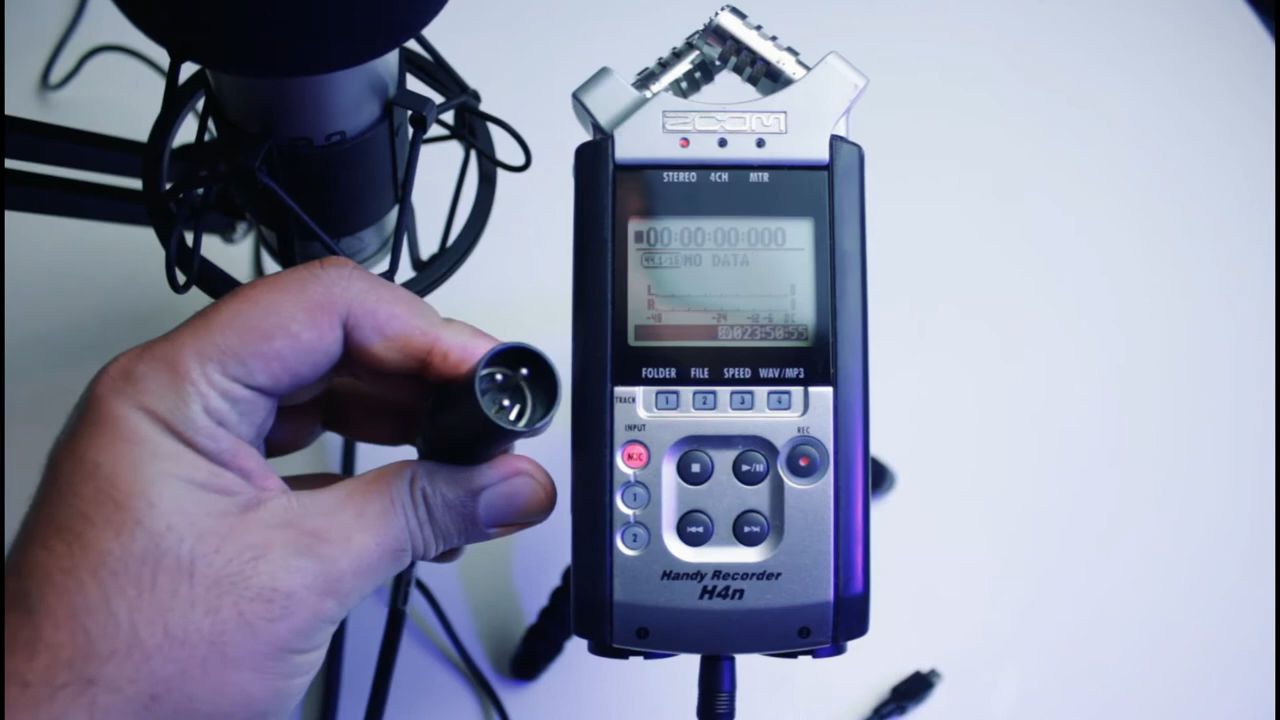 ZOOM
STEREO 4CH MTR
00:00:00:000
44.1/16 NO DATA
L
R
-48 -24 -12 -6 0
023:50:55
FOLDER FILE SPEED WAV/MP3
TRACK 1 2 3 4
INPUT REC
MIC
1
2
Handy Recorder
H4n